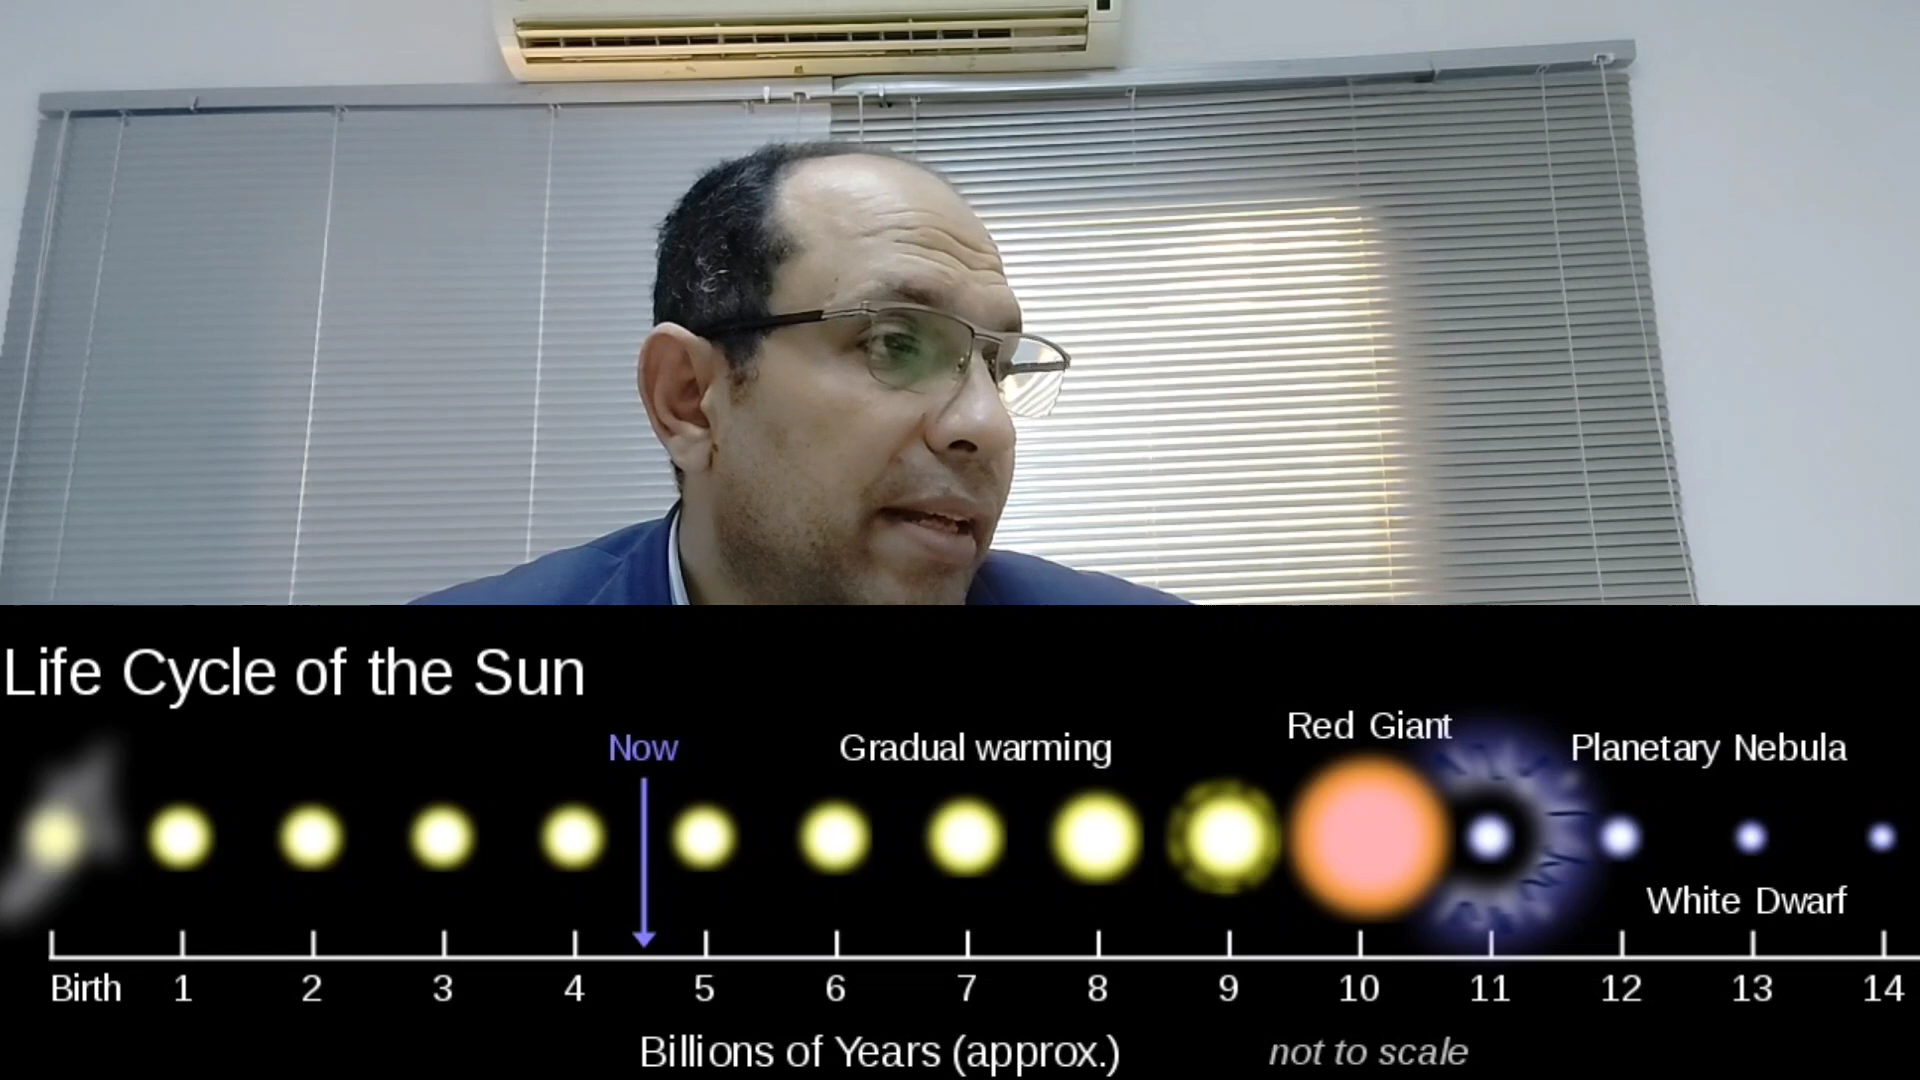 Life Cycle of the Sun
Now
Gradual warming
Red Giant
Planetary Nebula
White Dwarf
Birth 1 2 3 4 5 6 7 8 9 10 11 12 13 14
Billions of Years (approx.)
not to scale